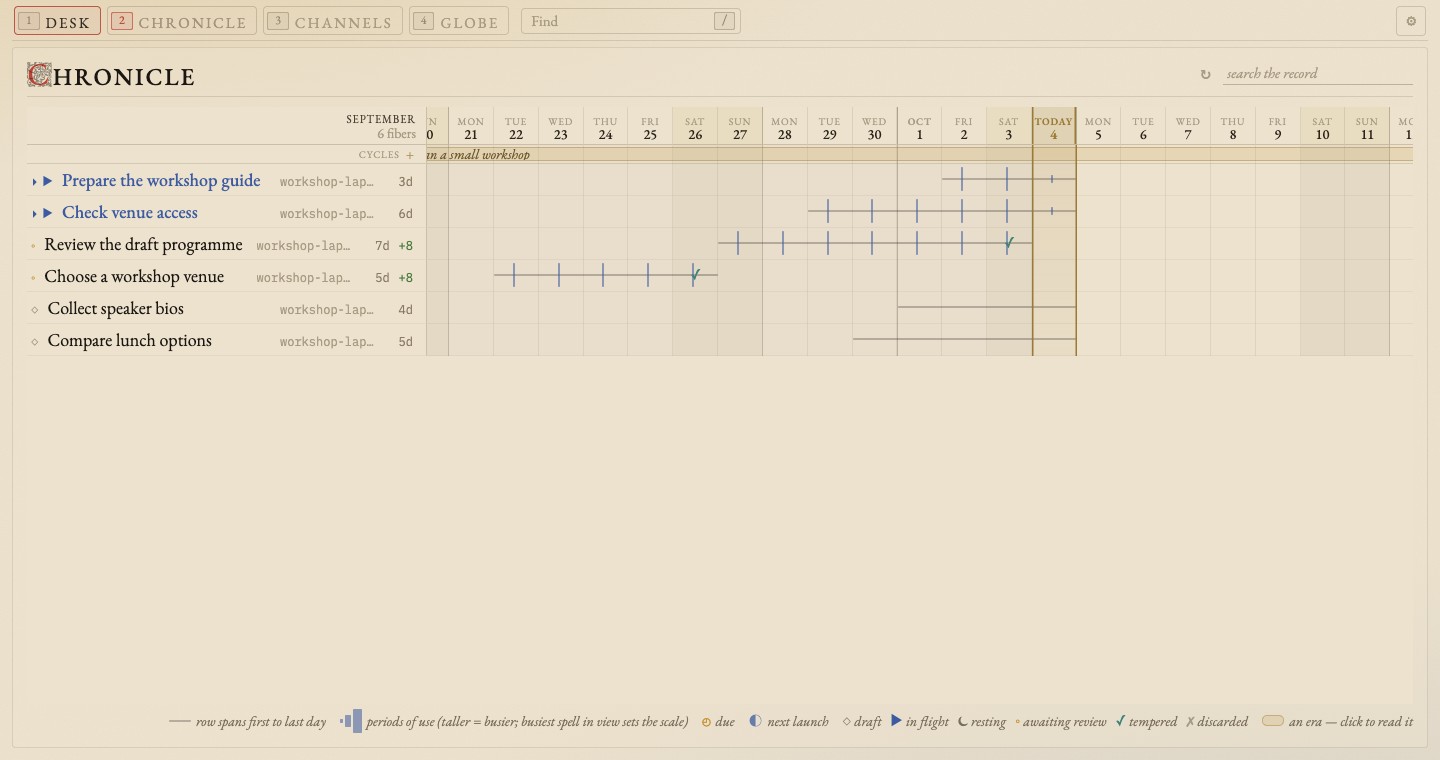 1 DESK 2 CHRONICLE 3 CHANNELS 4 GLOBE Find / ⚙
CHRONICLE ↻ search the record
SEPTEMBER MON TUE WED THU FRI SAT SUN MON TUE WED OCT FRI SAT TODAY MON TUE WED THU FRI SAT SUN
6 fibers 21 22 23 24 25 26 27 28 29 30 1 2 3 4 5 6 7 8 9 10 11
CYCLES + a small workshop
Prepare the workshop guide workshop-lap… 3d
Check venue access workshop-lap… 6d
Review the draft programme workshop-lap… 7d +8
Choose a workshop venue workshop-lap… 5d +8
Collect speaker bios workshop-lap… 4d
Compare lunch options workshop-lap… 5d
row spans first to last day periods of use (taller = busier; busiest spell in view sets the scale) due next launch draft in flight resting awaiting review tempered discarded an era — click to read it